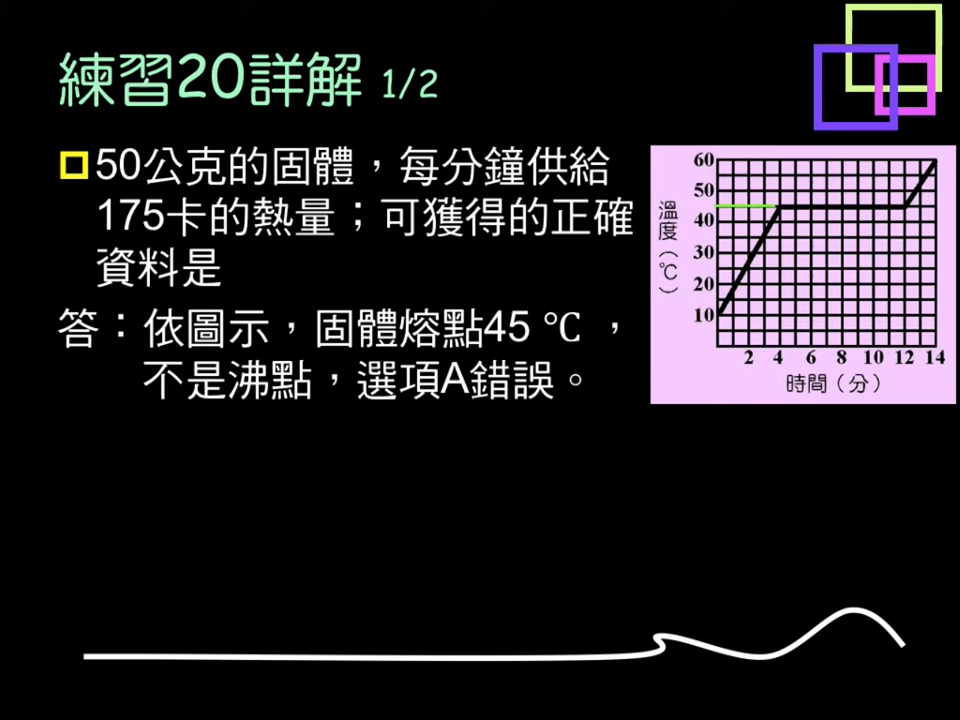 練習20詳解 1/2
50公克的固體，每分鐘供給
175卡的熱量；可獲得的正確
資料是
答：依圖示，固體熔點45 ℃ ，
不是沸點，選項A錯誤。
60
50
40
30
20
10
溫度（℃）
2 4 6 8 10 12 14
時間（分）